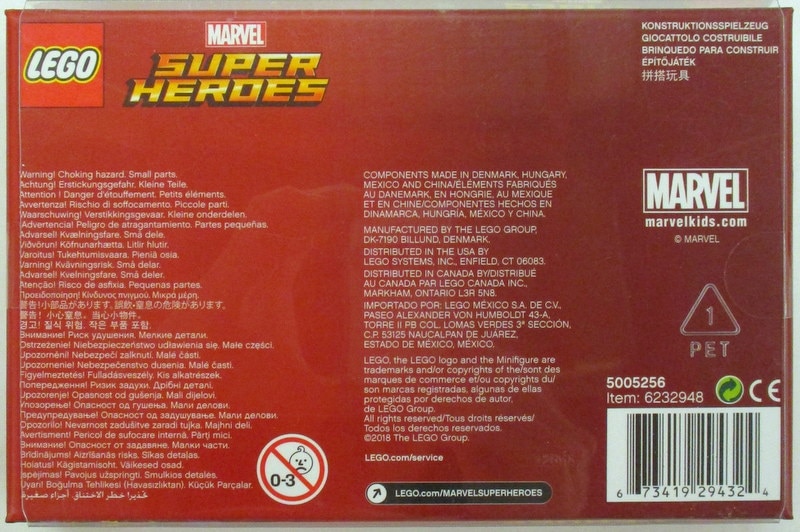 LEGO
MARVEL
SUPER
HEROES
KONSTRUKTIONSSPIELZEUG
GIOCATTOLO COSTRUIBILE
BRINQUEDO PARA CONSTRUIR
ÉPÍTŐJÁTÉK
拼搭玩具
Warning! Choking hazard. Small parts.
Achtung! Erstickungsgefahr. Kleine Teile.
Attention ! Danger d'étouffement. Petits éléments.
Avvertenza! Rischio di soffocamento. Piccole parti.
Waarschuwing! Verstikkingsgevaar. Kleine onderdelen.
¡Advertencia! Peligro de atragantamiento. Partes pequeñas.
Advarsel! Kvælningsfare. Små dele.
Viðvörun! Köfnunarhætta. Litlir hlutir.
Varoitus! Tukehtumisvaara. Pieniä osia.
Varning! Kvävningsrisk. Små delar.
Advarsel! Kvelningsfare. Små deler.
Atenção! Risco de asfixia. Pequenas partes.
Προειδοποίηση! Κίνδυνος πνιγμού. Μικρά μέρη.
警告!小部品があります。誤飲・窒息の危険があります。
警告! 小心窒息。当心小物件。
경고! 질식 위험. 작은 부품 포함.
Внимание! Риск удушения. Мелкие детали.
Ostrzeżenie! Niebezpieczeństwo udławienia się. Małe części.
Upozornění! Nebezpečí zalknutí. Malé části.
Upozornenie! Nebezpečenstvo dusenia. Malé časti.
Figyelmeztetés! Fulladásveszély. Kis alkatrészek.
Попередження! Ризик задухи. Дрібні деталі.
Upozorenje! Opasnost od gušenja. Mali dijelovi.
Упозорење! Опасност од гушења. Мали делови.
Предупредување! Опасност од задушување. Мали делови.
Opozorilo! Nevarnost zadušitve zaradi tujka. Majhni deli.
Avertisment! Pericol de sufocare internă. Părți mici.
Внимание! Опасност от задавяне. Малки части.
Brīdinājums! Aizrīšanās risks. Sīkas detaļas.
Hoiatus! Kägistamisoht. Väikesed osad.
Įspėjimas! Pavojus užspringti. Smulkios detalės.
Uyarı! Boğulma Tehlikesi (Havasızlıktan). Küçük Parçalar.
تحذير! خطر الاختناق. أجزاء صغيرة
0-3
COMPONENTS MADE IN DENMARK, HUNGARY,
MEXICO AND CHINA/ÉLÉMENTS FABRIQUÉS
AU DANEMARK, EN HONGRIE, AU MEXIQUE
ET EN CHINE/COMPONENTES HECHOS EN
DINAMARCA, HUNGRÍA, MÉXICO Y CHINA.
MANUFACTURED BY THE LEGO GROUP,
DK-7190 BILLUND, DENMARK.
DISTRIBUTED IN THE USA BY
LEGO SYSTEMS, INC., ENFIELD, CT 06083.
DISTRIBUTED IN CANADA BY/DISTRIBUÉ
AU CANADA PAR LEGO CANADA INC.,
MARKHAM, ONTARIO L3R 5N8.
IMPORTADO POR: LEGO MÉXICO S.A. DE C.V.,
PASEO ALEXANDER VON HUMBOLDT 43-A,
TORRE II PB COL. LOMAS VERDES 3ª SECCIÓN,
C.P. 53125 NAUCALPAN DE JUÁREZ,
ESTADO DE MÉXICO, MÉXICO.
LEGO, the LEGO logo and the Minifigure are
trademarks and/or copyrights of the/sont des
marques de commerce et/ou copyrights du/
son marcas registradas, algunas de ellas
protegidas por derechos de autor,
de LEGO Group.
All rights reserved/Tous droits réservés/
Todos los derechos reservados.
©2018 The LEGO Group.
LEGO.com/service
LEGO.com/MARVELSUPERHEROES
MARVEL
marvelkids.com
© MARVEL
1
PET
5005256
Item: 6232948
CE
6 73419 29432 4